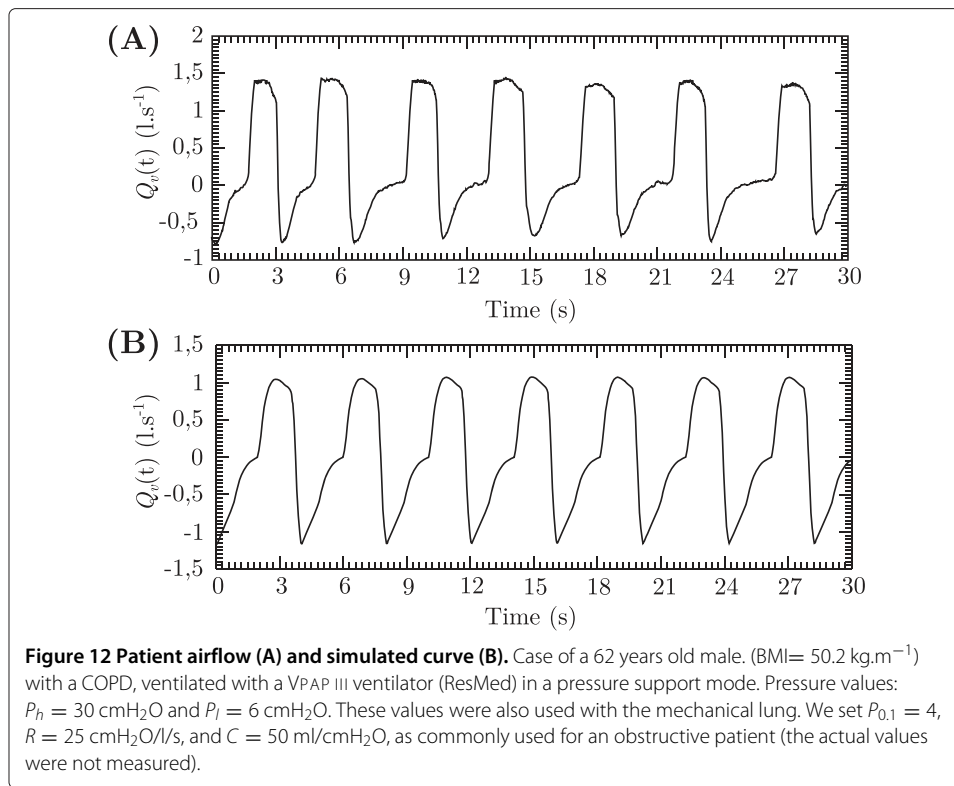 (A)
2
1,5
1
0,5
0
-0,5
-1
Q_v(t) (l.s⁻¹)
0 3 6 9 12 15 18 21 24 27 30
Time (s)
(B)
1,5
1
0,5
0
-0,5
-1
-1,5
Q_v(t) (l.s⁻¹)
0 3 6 9 12 15 18 21 24 27 30
Time (s)
Figure 12 Patient airflow (A) and simulated curve (B). Case of a 62 years old male. (BMI= 50.2 kg.m⁻¹)
with a COPD, ventilated with a VPAP III ventilator (ResMed) in a pressure support mode. Pressure values:
P_h = 30 cmH₂O and P_l = 6 cmH₂O. These values were also used with the mechanical lung. We set P₀.₁ = 4,
R = 25 cmH₂O/l/s, and C = 50 ml/cmH₂O, as commonly used for an obstructive patient (the actual values
were not measured).